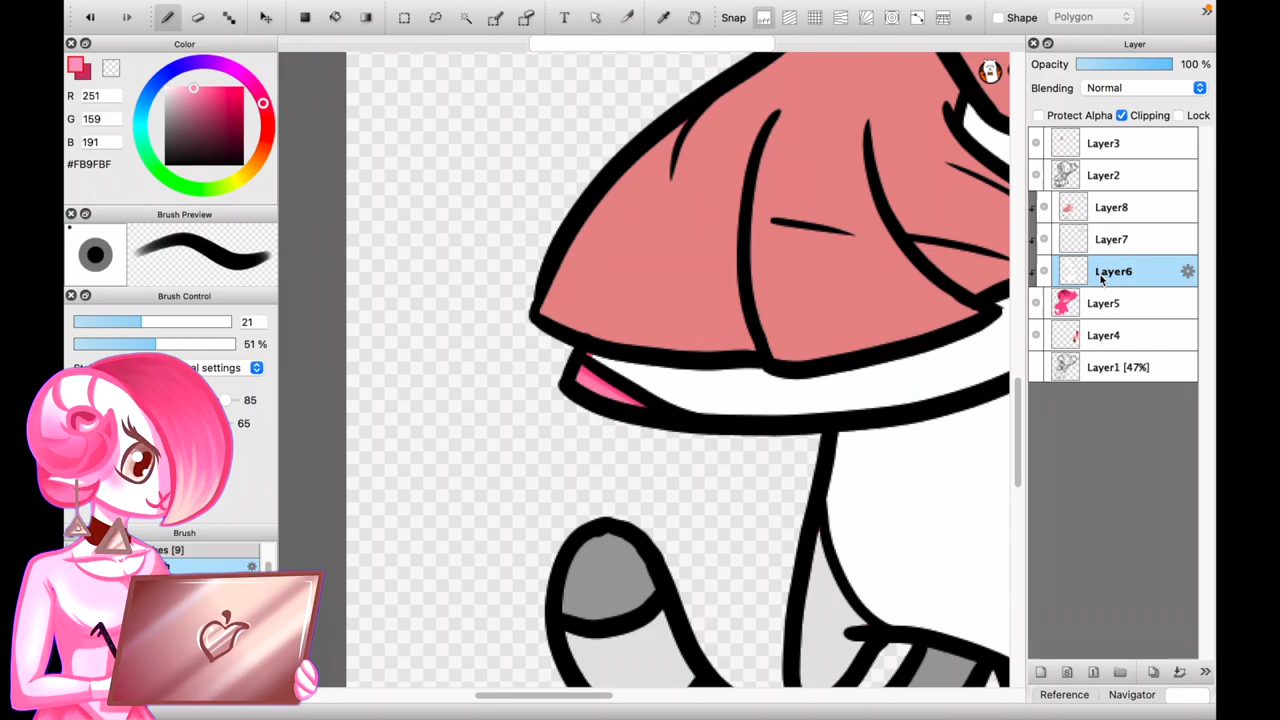 Snap
Shape
Polygon
Color
R 251
G 159
B 191
#FB9FBF
Brush Preview
Brush Control
21
51 %
al settings
85
65
Brush
hes [9]
Layer
Opacity 100 %
Blending Normal
Protect Alpha Clipping Lock
Layer3
Layer2
Layer8
Layer7
Layer6
Layer5
Layer4
Layer1 [47%]
Reference Navigator